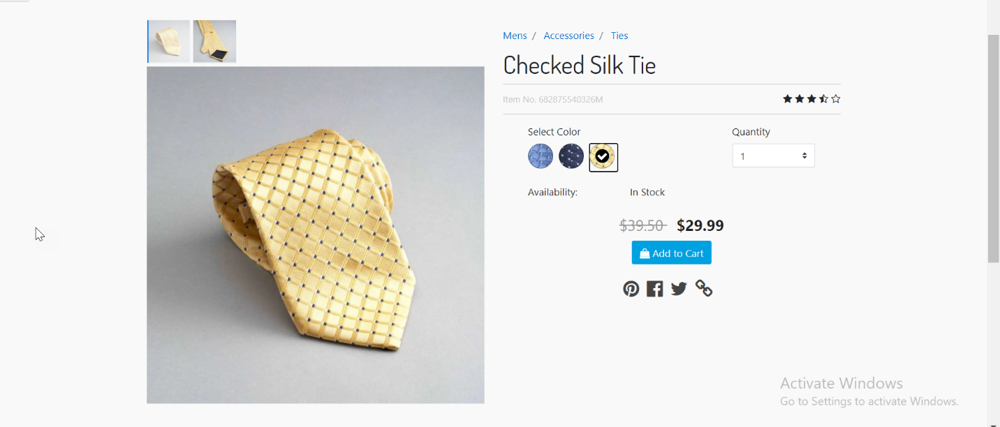 Mens / Accessories / Ties
Checked Silk Tie
Item No. 682875540326M
Select Color
Quantity
1
Availability: In Stock
$39.50 $29.99
Add to Cart
Activate Windows
Go to Settings to activate Windows.